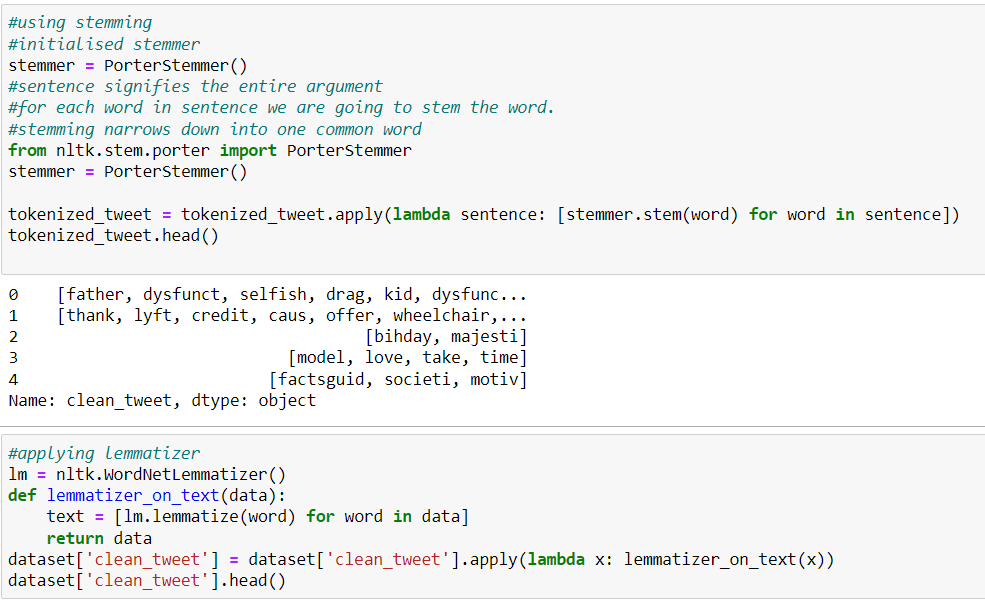 #using stemming
#initialised stemmer
stemmer = PorterStemmer()
#sentence signifies the entire argument
#for each word in sentence we are going to stem the word.
#stemming narrows down into one common word
from nltk.stem.porter import PorterStemmer
stemmer = PorterStemmer()

tokenized_tweet = tokenized_tweet.apply(lambda sentence: [stemmer.stem(word) for word in sentence])
tokenized_tweet.head()

0    [father, dysfunct, selfish, drag, kid, dysfunc...
1    [thank, lyft, credit, caus, offer, wheelchair,...
2                                    [bihday, majesti]
3                            [model, love, take, time]
4                          [factsguid, societi, motiv]
Name: clean_tweet, dtype: object

#applying lemmatizer
lm = nltk.WordNetLemmatizer()
def lemmatizer_on_text(data):
    text = [lm.lemmatize(word) for word in data]
    return data
dataset['clean_tweet'] = dataset['clean_tweet'].apply(lambda x: lemmatizer_on_text(x))
dataset['clean_tweet'].head()